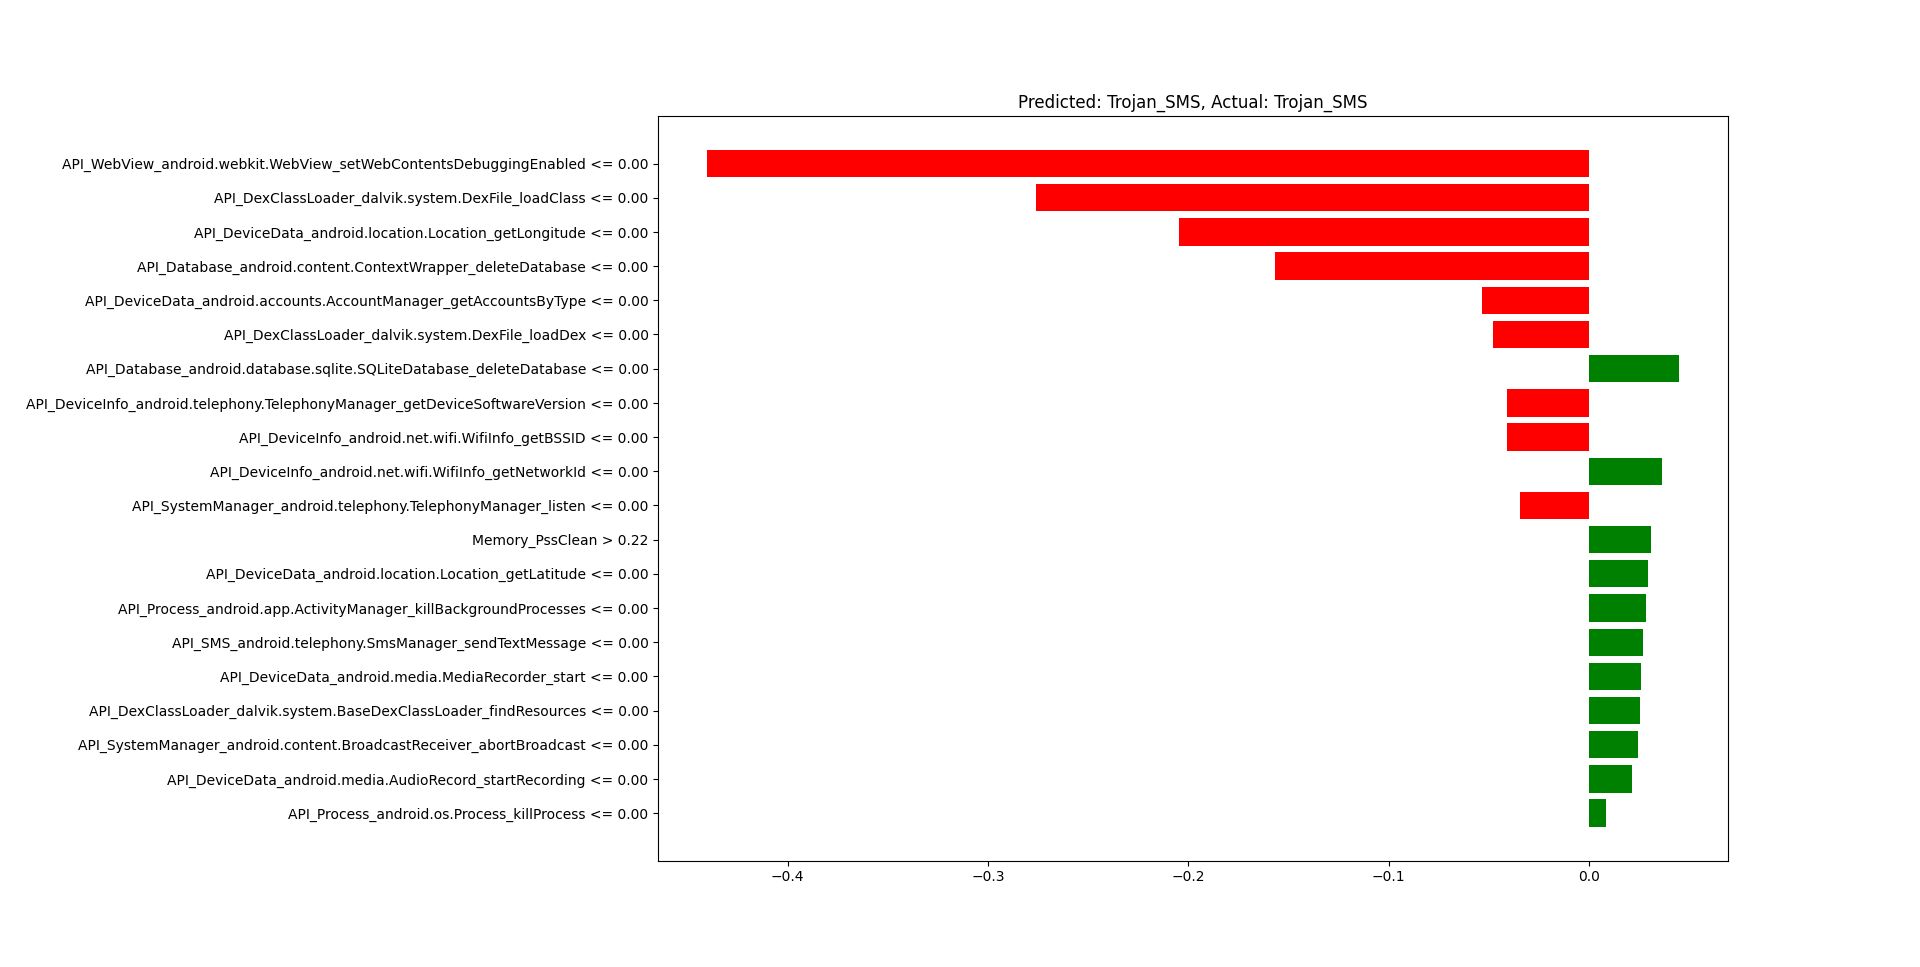 Predicted: Trojan_SMS, Actual: Trojan_SMS
API_WebView_android.webkit.WebView_setWebContentsDebuggingEnabled <= 0.00
API_DexClassLoader_dalvik.system.DexFile_loadClass <= 0.00
API_DeviceData_android.location.Location_getLongitude <= 0.00
API_Database_android.content.ContextWrapper_deleteDatabase <= 0.00
API_DeviceData_android.accounts.AccountManager_getAccountsByType <= 0.00
API_DexClassLoader_dalvik.system.DexFile_loadDex <= 0.00
API_Database_android.database.sqlite.SQLiteDatabase_deleteDatabase <= 0.00
API_DeviceInfo_android.telephony.TelephonyManager_getDeviceSoftwareVersion <= 0.00
API_DeviceInfo_android.net.wifi.WifiInfo_getBSSID <= 0.00
API_DeviceInfo_android.net.wifi.WifiInfo_getNetworkId <= 0.00
API_SystemManager_android.telephony.TelephonyManager_listen <= 0.00
Memory_PssClean > 0.22
API_DeviceData_android.location.Location_getLatitude <= 0.00
API_Process_android.app.ActivityManager_killBackgroundProcesses <= 0.00
API_SMS_android.telephony.SmsManager_sendTextMessage <= 0.00
API_DeviceData_android.media.MediaRecorder_start <= 0.00
API_DexClassLoader_dalvik.system.BaseDexClassLoader_findResources <= 0.00
API_SystemManager_android.content.BroadcastReceiver_abortBroadcast <= 0.00
API_DeviceData_android.media.AudioRecord_startRecording <= 0.00
API_Process_android.os.Process_killProcess <= 0.00
−0.4 −0.3 −0.2 −0.1 0.0